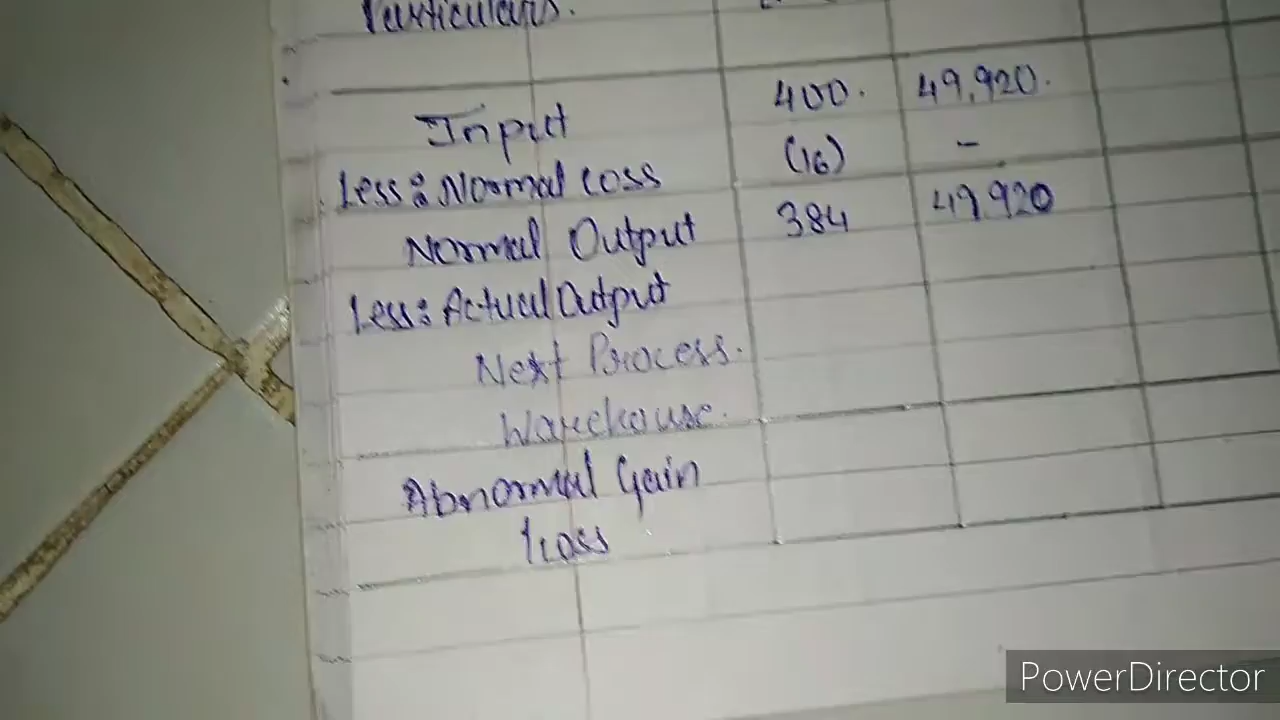 Particulars.
Input 400. 49,920.
Less: Normal Loss (16) -
Normal Output 384 49,920
Less: Actual Output
Next Process.
Warehouse.
Abnormal Gain
/Loss
PowerDirector